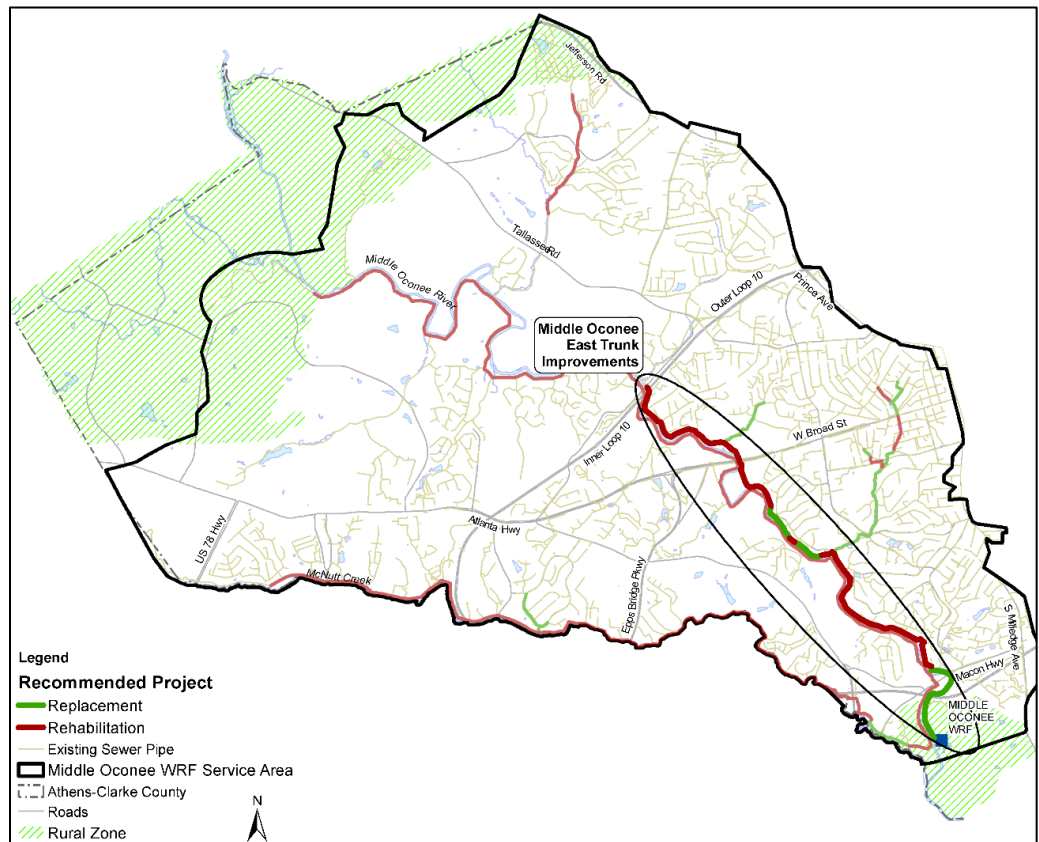 Jefferson Rd
Tallassee Rd
Middle Oconee River
Outer Loop 10
Prince Ave
Middle Oconee
East Trunk
Improvements
W Broad St
Inner Loop 10
Atlanta Hwy
US 78 Hwy
McNutt Creek
Epps Bridge Pkwy
S Milledge Ave
Macon Hwy
MIDDLE
OCONEE
WRF
Legend
Recommended Project
Replacement
Rehabilitation
Existing Sewer Pipe
Middle Oconee WRF Service Area
Athens-Clarke County
Roads
Rural Zone
N